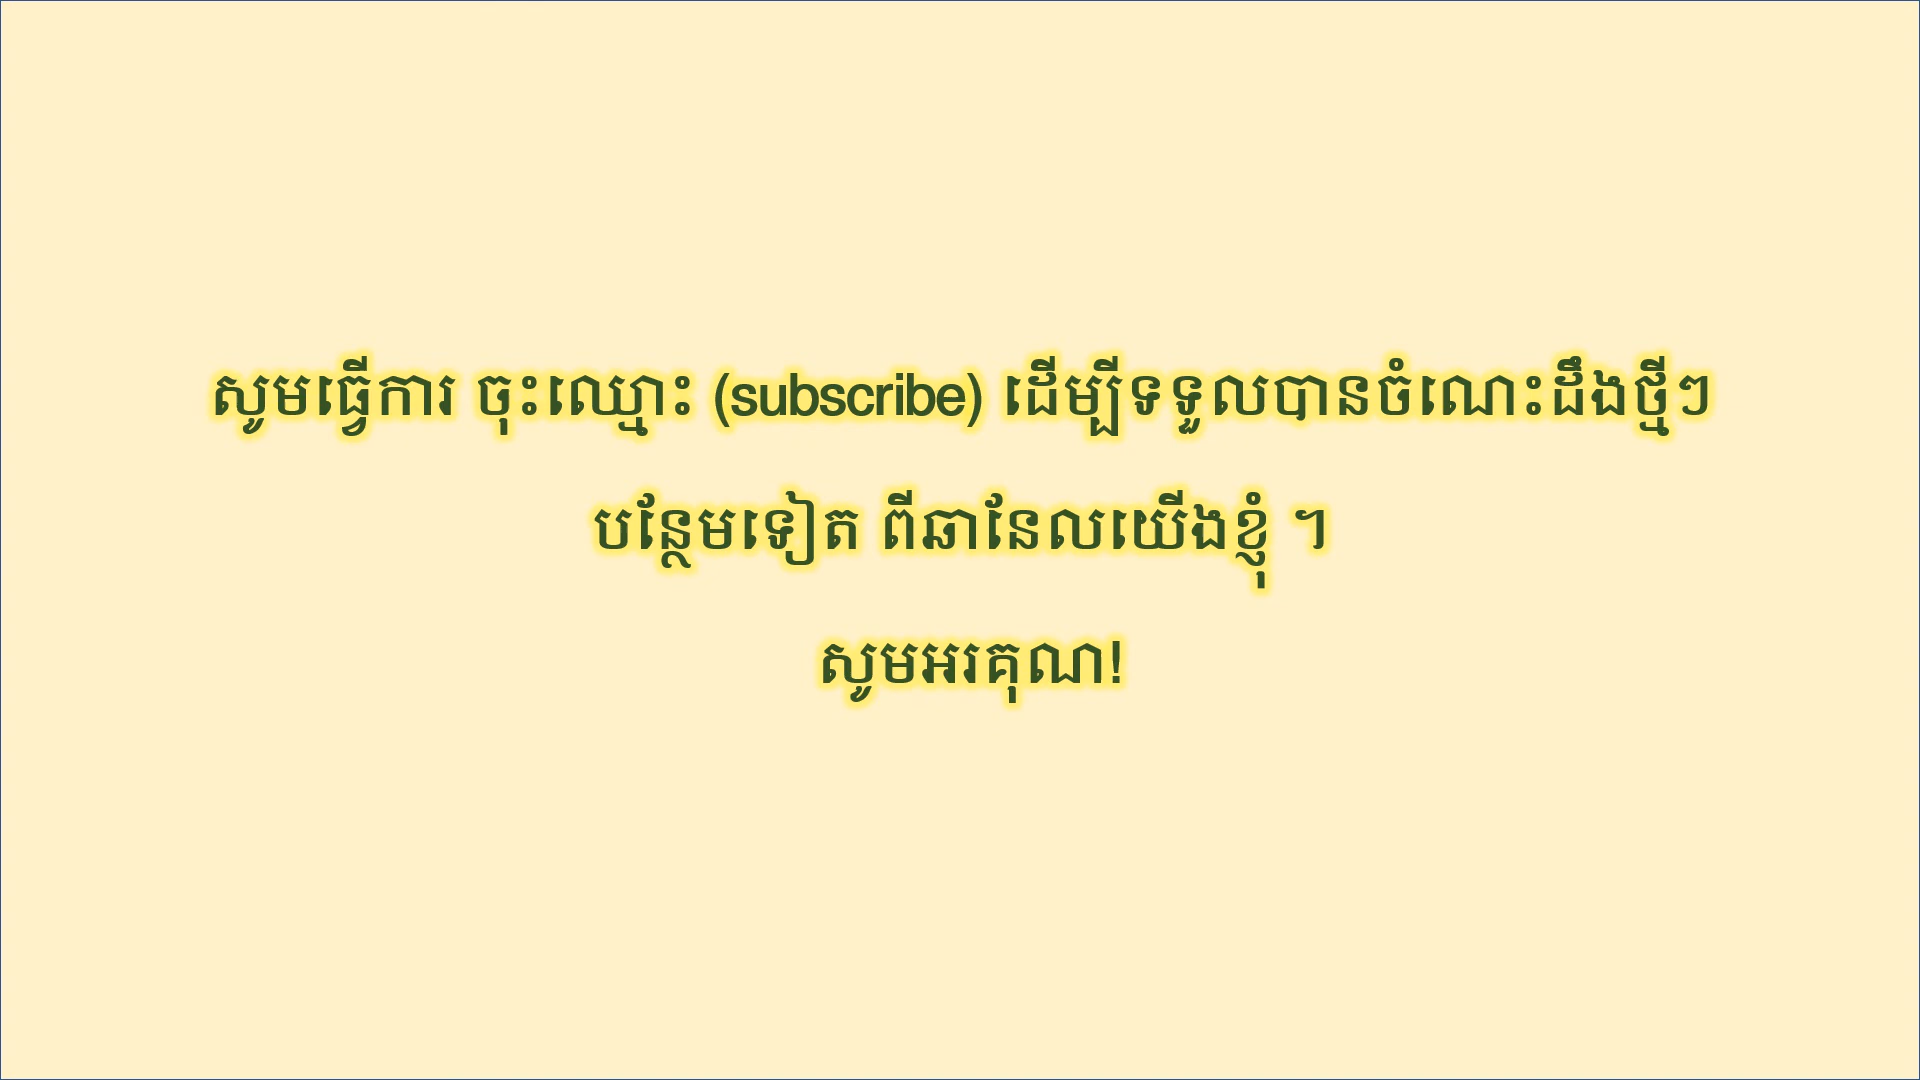 សូមធ្វើការ ចុះឈ្មោះ (subscribe) ដើម្បីទទួលបានចំណេះដឹងថ្មីៗ
បន្ថែមទៀត ពីឆានែលយើងខ្ញុំ ។
សូមអរគុណ!